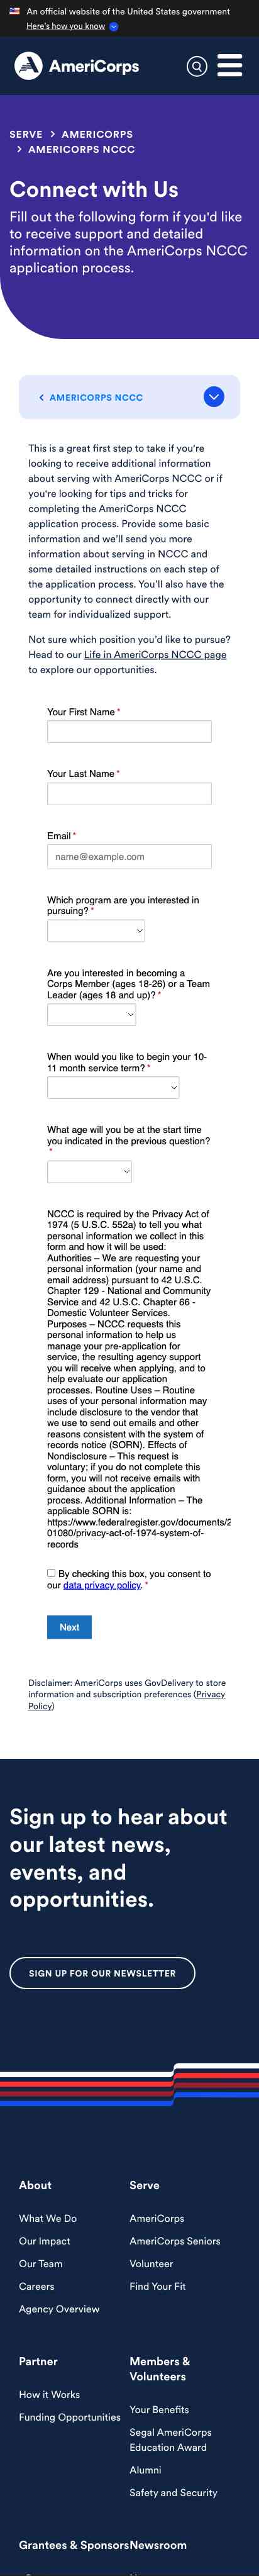 An official website of the United States government
Here's how you know
AmeriCorps
SERVE > AMERICORPS
> AMERICORPS NCCC
Connect with Us
Fill out the following form if you'd like
to receive support and detailed
information on the AmeriCorps NCCC
application process.
AMERICORPS NCCC
This is a great first step to take if you're
looking to receive additional information
about serving with AmeriCorps NCCC or if
you're looking for tips and tricks for
completing the AmeriCorps NCCC
application process. Provide some basic
information and we'll send you more
information about serving in NCCC and
some detailed instructions on each step of
the application process. You'll also have the
opportunity to connect directly with our
team for individualized support.
Not sure which position you'd like to pursue?
Head to our Life in AmeriCorps NCCC page
to explore our opportunities.
Your First Name *
Your Last Name *
Email *
name@example.com
Which program are you interested in
pursuing? *
Are you interested in becoming a
Corps Member (ages 18-26) or a Team
Leader (ages 18 and up)? *
When would you like to begin your 10-
11 month service term? *
What age will you be at the start time
you indicated in the previous question?
*
NCCC is required by the Privacy Act of
1974 (5 U.S.C. 552a) to tell you what
personal information we collect in this
form and how it will be used:
Authorities – We are requesting your
personal information (your name and
email address) pursuant to 42 U.S.C.
Chapter 129 - National and Community
Service and 42 U.S.C. Chapter 66 -
Domestic Volunteer Services.
Purposes – NCCC requests this
personal information to help us
manage your pre-application for
service, the resulting agency support
you will receive when applying, and to
help evaluate our application
processes. Routine Uses – Routine
uses of your personal information may
include disclosure to the vendor that
we use to send out emails and other
reasons consistent with the system of
records notice (SORN). Effects of
Nondisclosure – This request is
voluntary; if you do not complete this
form, you will not receive emails with
guidance about the application
process. Additional Information – The
applicable SORN is:
https://www.federalregister.gov/documents/2
01080/privacy-act-of-1974-system-of-
records
By checking this box, you consent to
our data privacy policy. *
Next
Disclaimer: AmeriCorps uses GovDelivery to store
information and subscription preferences (Privacy
Policy)
Sign up to hear about
our latest news,
events, and
opportunities.
SIGN UP FOR OUR NEWSLETTER
About
What We Do
Our Impact
Our Team
Careers
Agency Overview
Serve
AmeriCorps
AmeriCorps Seniors
Volunteer
Find Your Fit
Partner
How it Works
Funding Opportunities
Members &
Volunteers
Your Benefits
Segal AmeriCorps
Education Award
Alumni
Safety and Security
Grantees & Sponsors
Newsroom